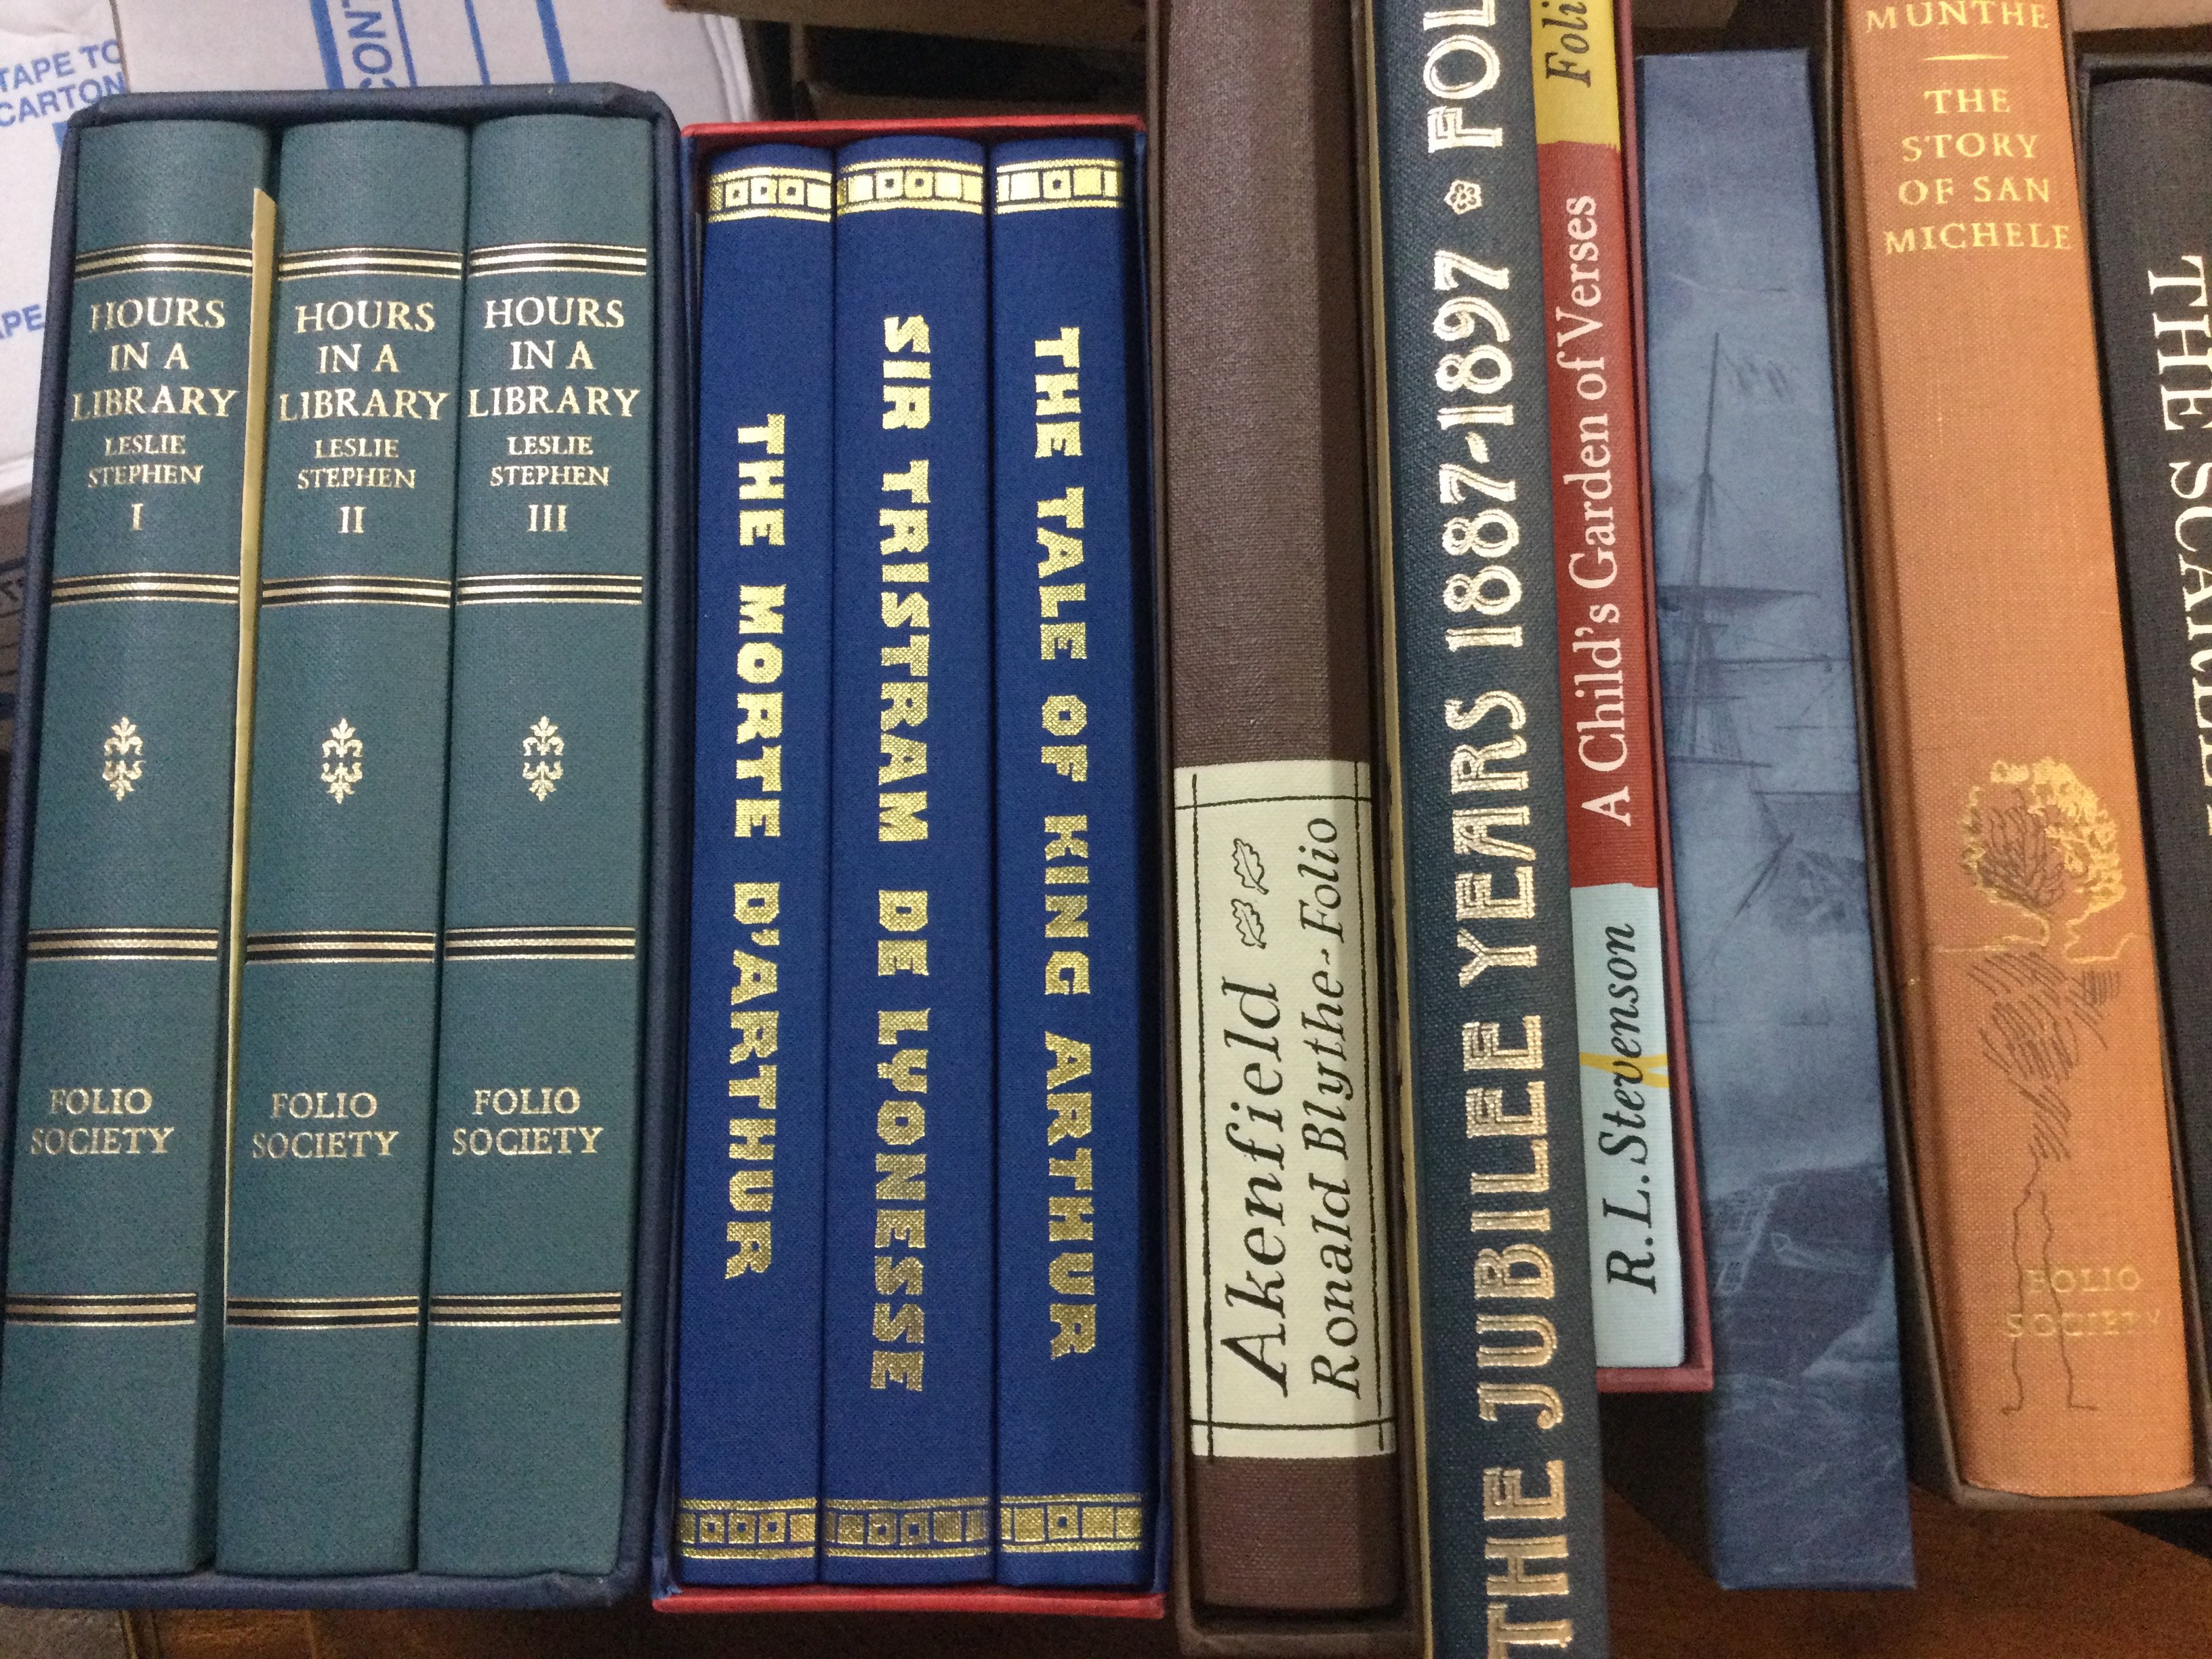 TAPE TO
CARTON
CONT
HOURS
IN A
LIBRARY
LESLIE
STEPHEN
I
FOLIO
SOCIETY
HOURS
IN A
LIBRARY
LESLIE
STEPHEN
II
FOLIO
SOCIETY
HOURS
IN A
LIBRARY
LESLIE
STEPHEN
III
FOLIO
SOCIETY
THE MORTE D'ARTHUR
SIR TRISTRAM DE LYONESSE
THE TALE OF KING ARTHUR
Akenfield
Ronald Blythe-Folio
THE JUBILEE YEARS 1887-1897 FOL
R.L.Stevenson
A Child's Garden of Verses
Foli
MUNTHE
THE
STORY
OF SAN
MICHELE
FOLIO
SOCIETY
THE SCARLE